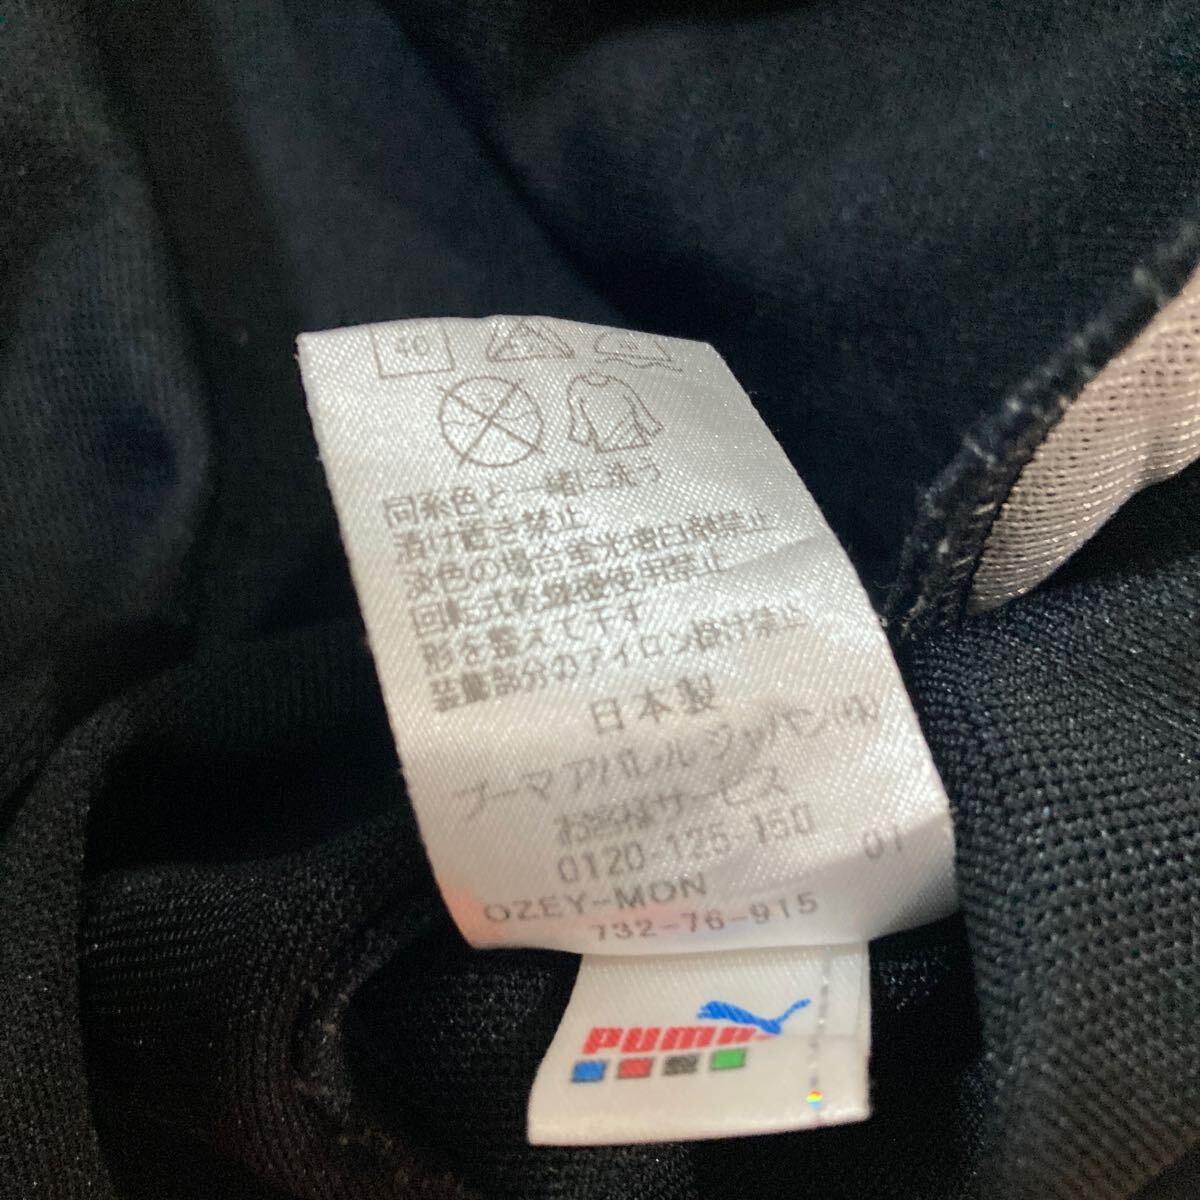 同系色と一緒に洗う
漬け置き禁止
淡色の場合蛍光増白剤禁止
回転式乾燥機使用禁止
形を整えて干す
装量部分のアイロン掛け禁止
日本製
プーマアパレルジャパン(株)
お客様サービス
0120-125-150
01
OZEY-MON
732-76-915
PUMA